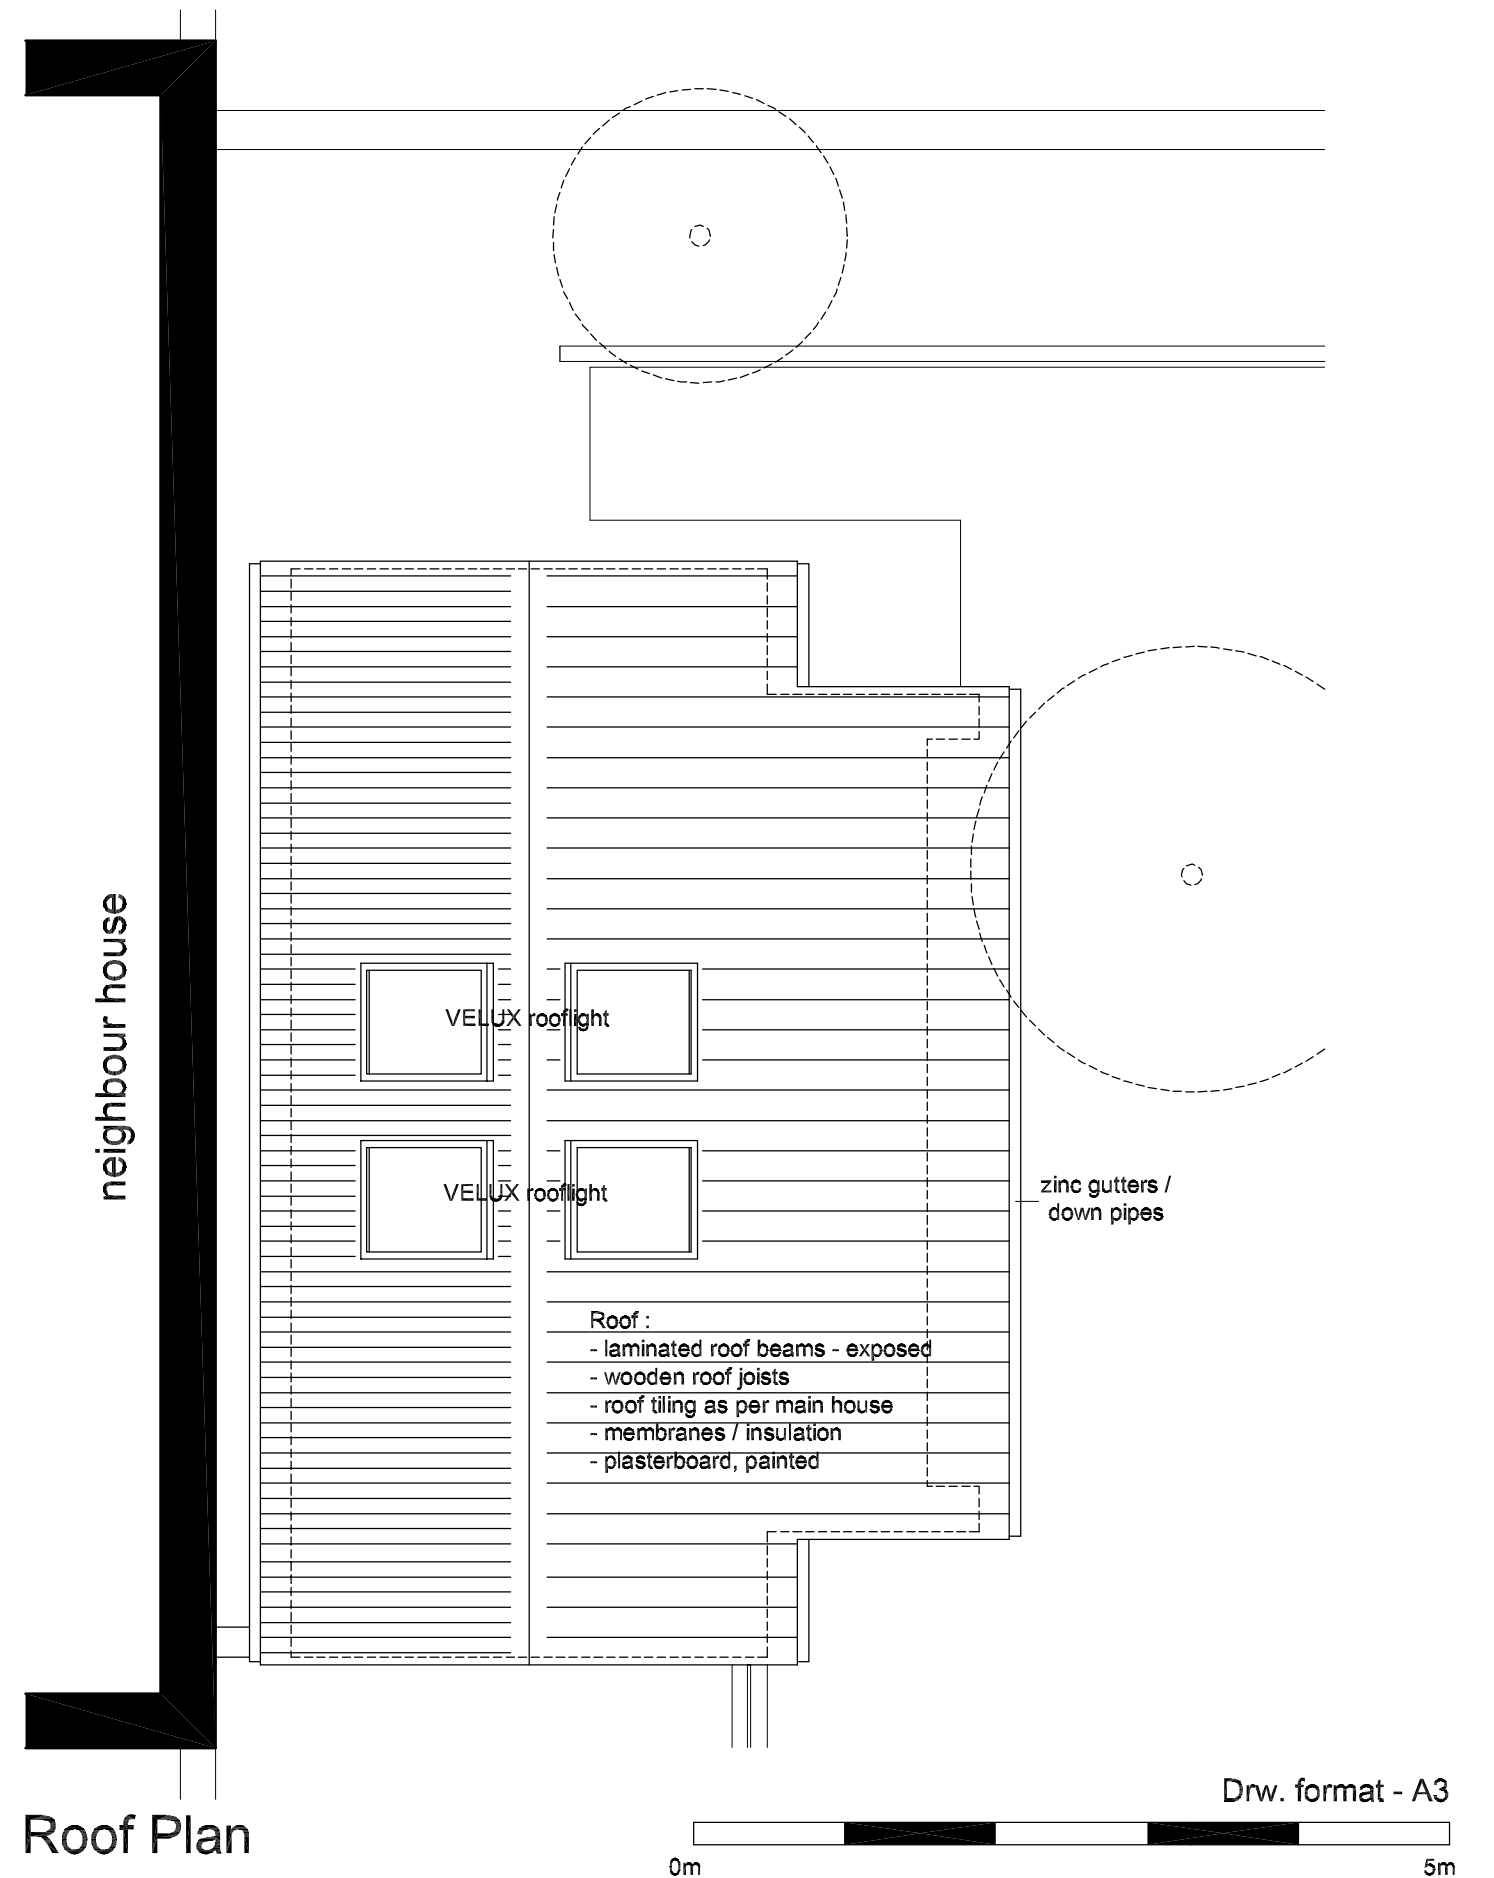 neighbour house
VELUX rooflight
VELUX rooflight
zinc gutters /
down pipes
Roof :
- laminated roof beams - exposed
- wooden roof joists
- roof tiling as per main house
- membranes / insulation
- plasterboard, painted
Drw. format - A3
Roof Plan
0m
5m